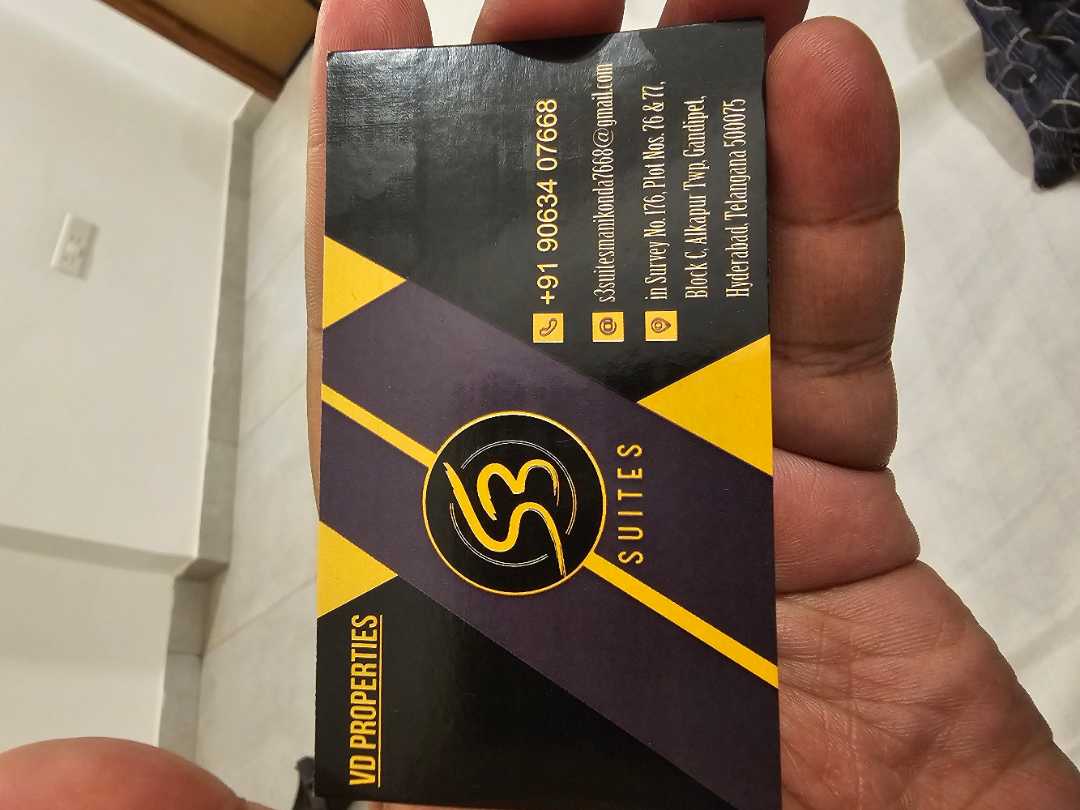 VD PROPERTIES
S3
SUITES
+91 90634 07668
s3suitesmanikonda7668@gmail.com
in Survey No. 176, Plot Nos. 76 & 77,
Block C, Alkapur Twp, Gandipet,
Hyderabad, Telangana 500075